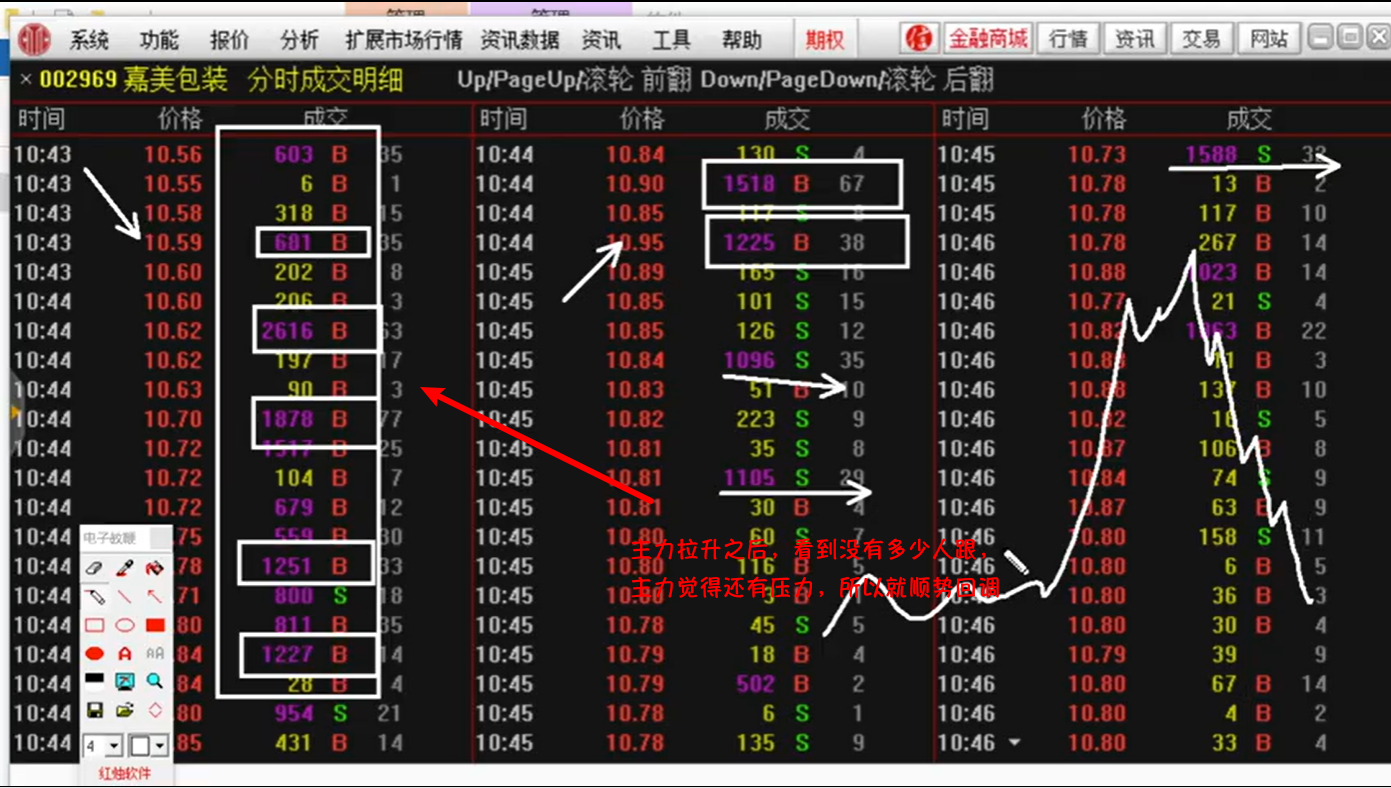 系统 功能 报价 分析 扩展市场行情 资讯数据 资讯 工具 帮助 期权 金融商城 行情 资讯 交易 网站
× 002969 嘉美包装 分时成交明细 Up/PageUp/滚轮 前翻 Down/PageDown/滚轮 后翻
时间 价格 成交 时间 价格 成交 时间 价格 成交
10:43 10.56 603 B 35 10:44 10.84 130 S 4 10:45 10.73 1588 S
10:43 10.55 6 B 1 10:44 10.90 1518 B 67 10:45 10.78 13 B 2
10:43 10.58 318 B 15 10:44 10.85 117 S 8 10:45 10.78 117 B 10
10:43 10.59 681 B 35 10:44 10.95 1225 B 38 10:46 10.78 267 B 14
10:43 10.60 202 B 8 10:45 10.89 165 S 16 10:46 10.88 1023 B 14
10:44 10.60 206 B 3 10:45 10.85 101 S 15 10:46 10.77 21 S 4
10:44 10.62 2616 B 63 10:45 10.85 126 S 12 10:46 10.82 B 22
10:44 10.62 197 B 17 10:45 10.84 1096 S 35 10:46 10.88 11 B 3
10:44 10.63 90 B 3 10:45 10.83 51 B 10 10:46 10.88 137 B 10
10:44 10.70 1878 B 77 10:45 10.82 223 S 9 10:46 10.82 16 S 5
10:44 10.72 1517 B 25 10:45 10.81 35 S 8 10:46 10.87 106 B 8
10:44 10.72 104 B 7 10:45 10.81 1105 S 29 10:46 10.84 74 S 9
10:44 10.72 679 B 12 10:45 10.81 30 B 4 10:46 10.87 63 B 9
10:44 .75 559 B 30 10:45 10.80 60 S 7 10:46 10.80 158 S 11
10:44 .78 1251 B 33 10:45 10.80 116 B 5 10:46 10.80 6 B 5
10:44 .71 800 S 18 10:45 10.80 B 10:46 10.80 36 B 3
10:44 .80 811 B 35 10:45 10.78 45 S 5 10:46 10.80 30 B 4
10:44 .84 1227 B 14 10:45 10.79 18 B 4 10:46 10.79 39 9
10:44 .84 28 B 4 10:45 10.79 502 B 2 10:46 10.80 67 B 14
10:44 .80 954 S 21 10:45 10.78 6 S 1 10:46 10.80 4 B 2
10:44 .85 431 B 14 10:45 10.78 135 S 9 10:46 10.80 33 B 4
主力拉升之后，看到没有多少人跟，
主力觉得还有压力，所以就顺势回调
电子教鞭
4
红烛软件